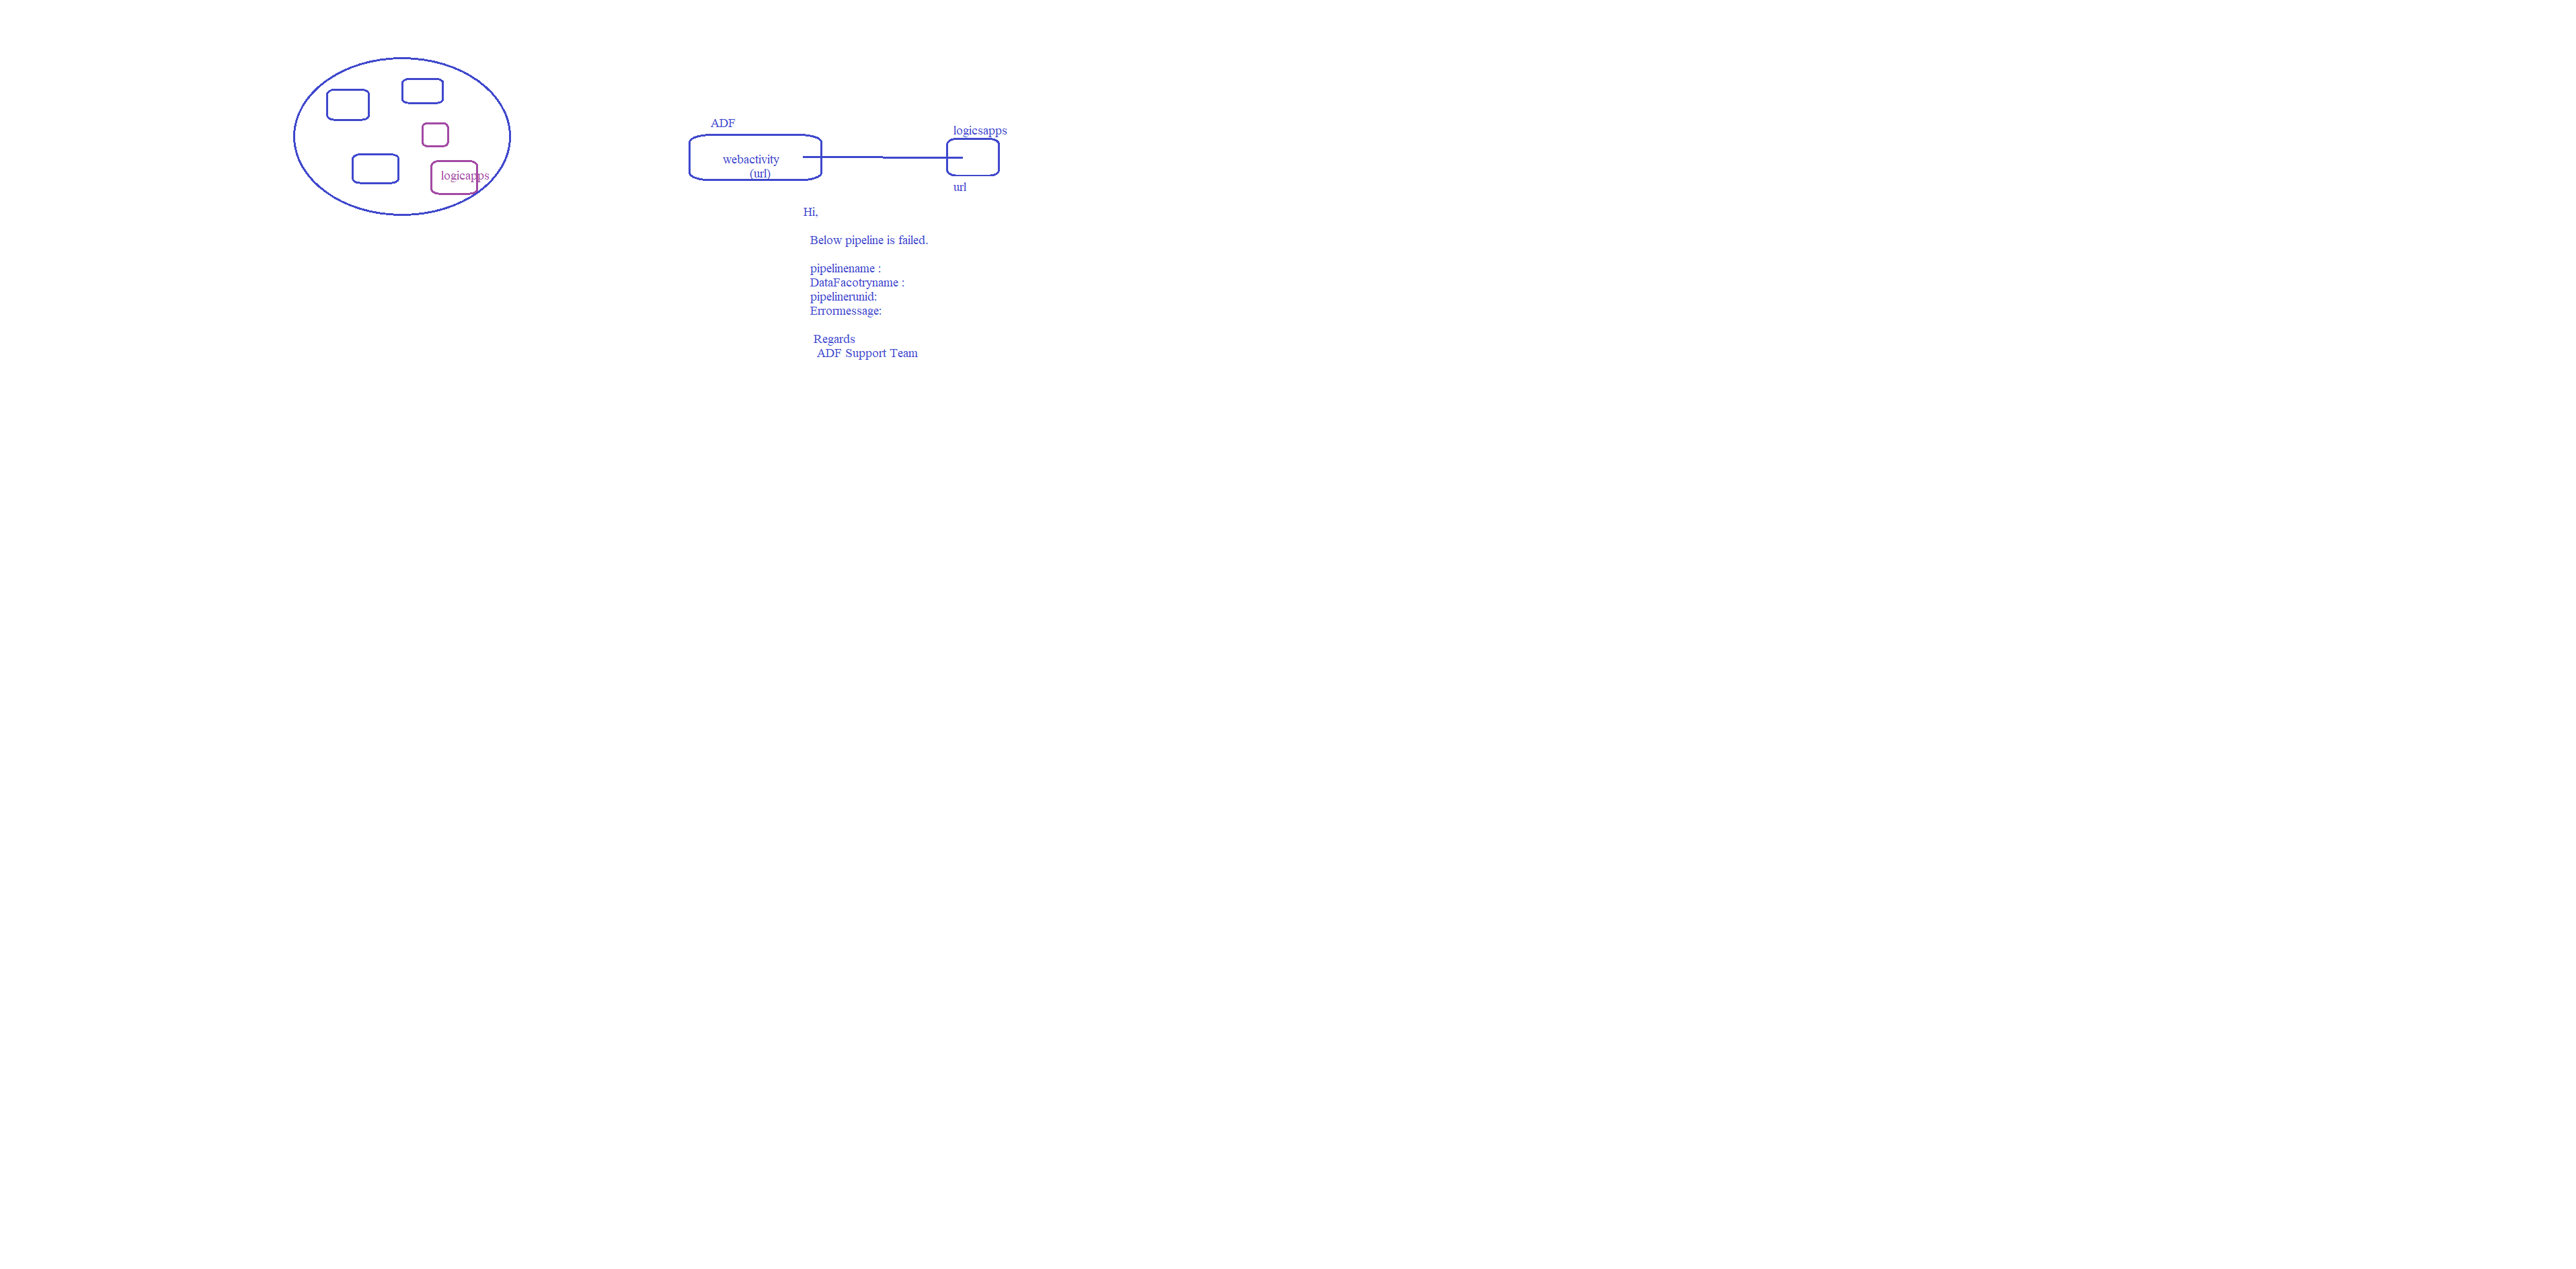 logicapps
ADF
webactivity
(url)
logicsapps
url
Hi,
Below pipeline is failed.
pipelinename :
DataFacotryname :
pipelinerunid:
Errormessage:
Regards
ADF Support Team